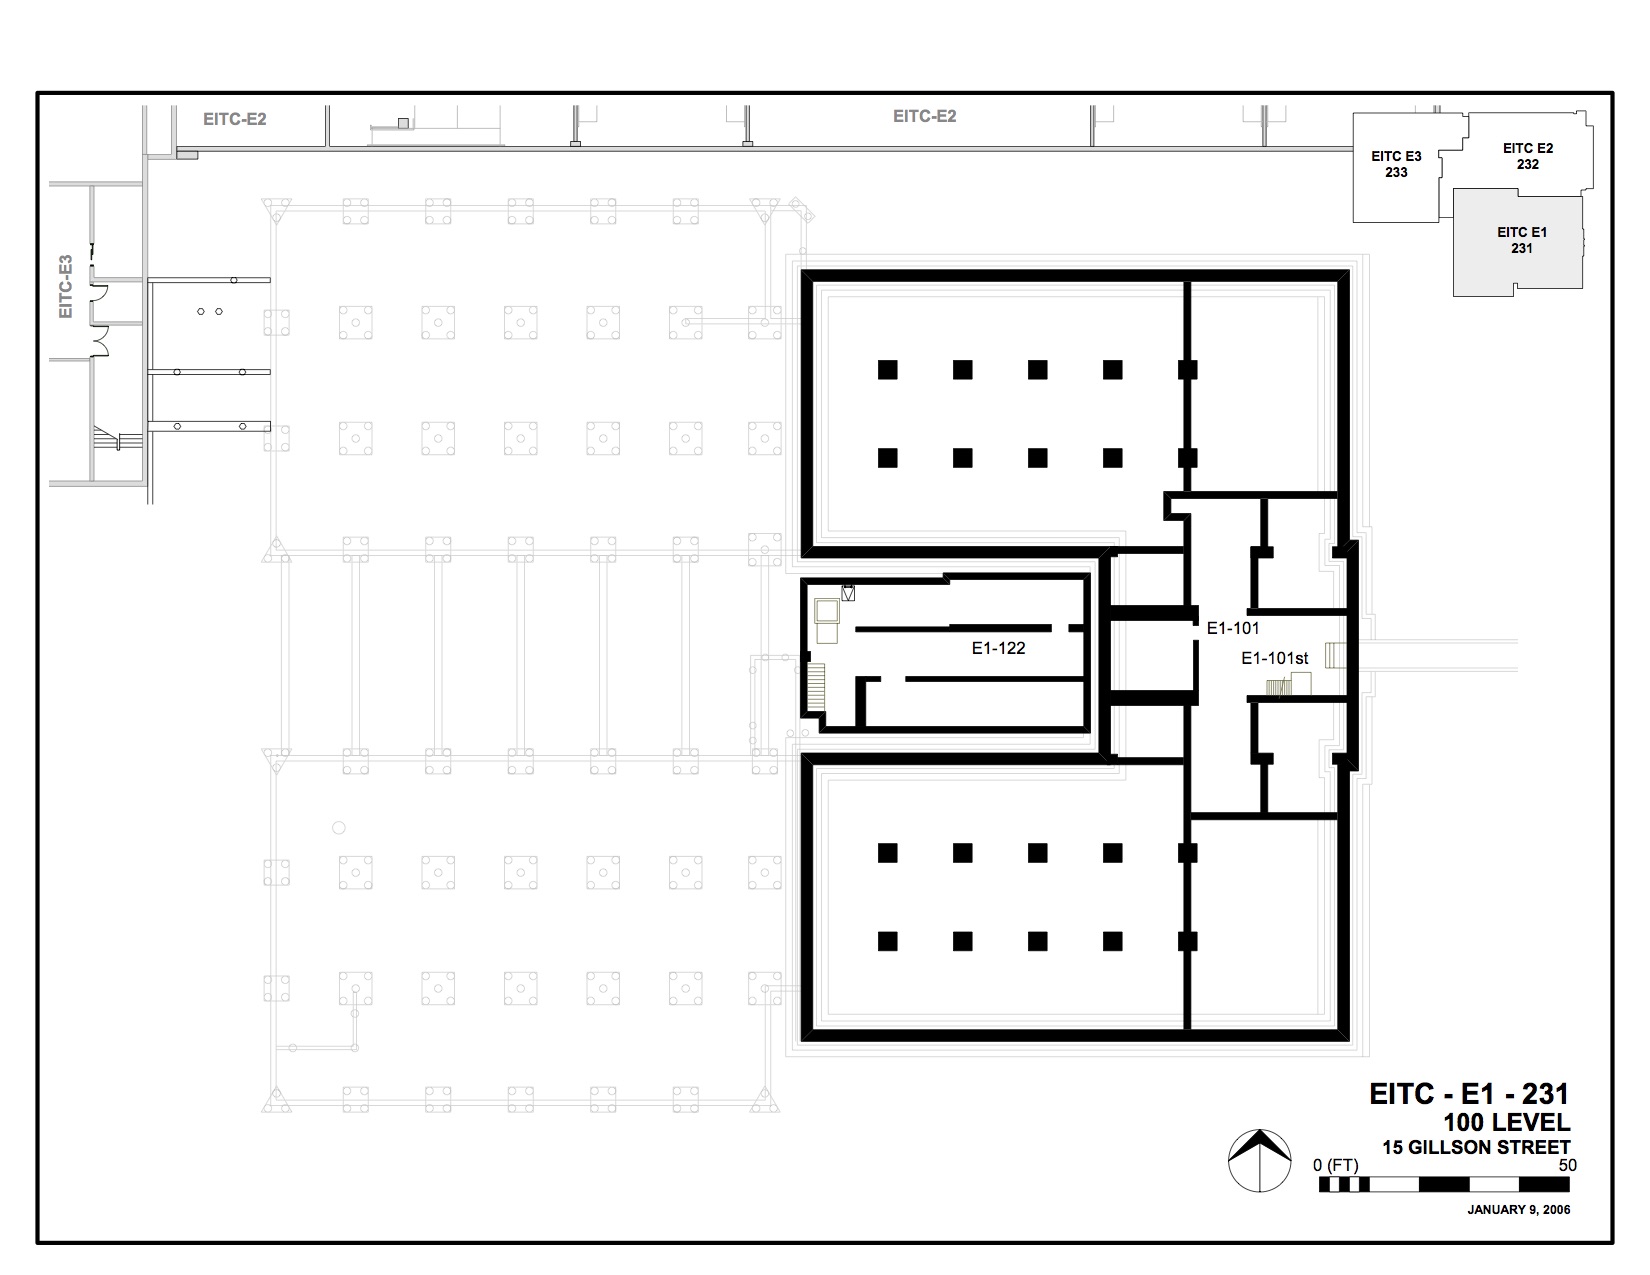 EITC-E2
EITC-E2
EITC E3
233
EITC E2
232
EITC E1
231
EITC-E3
E1-101
E1-122
E1-101st
EITC - E1 - 231
100 LEVEL
15 GILLSON STREET
0 (FT) 50
JANUARY 9, 2006